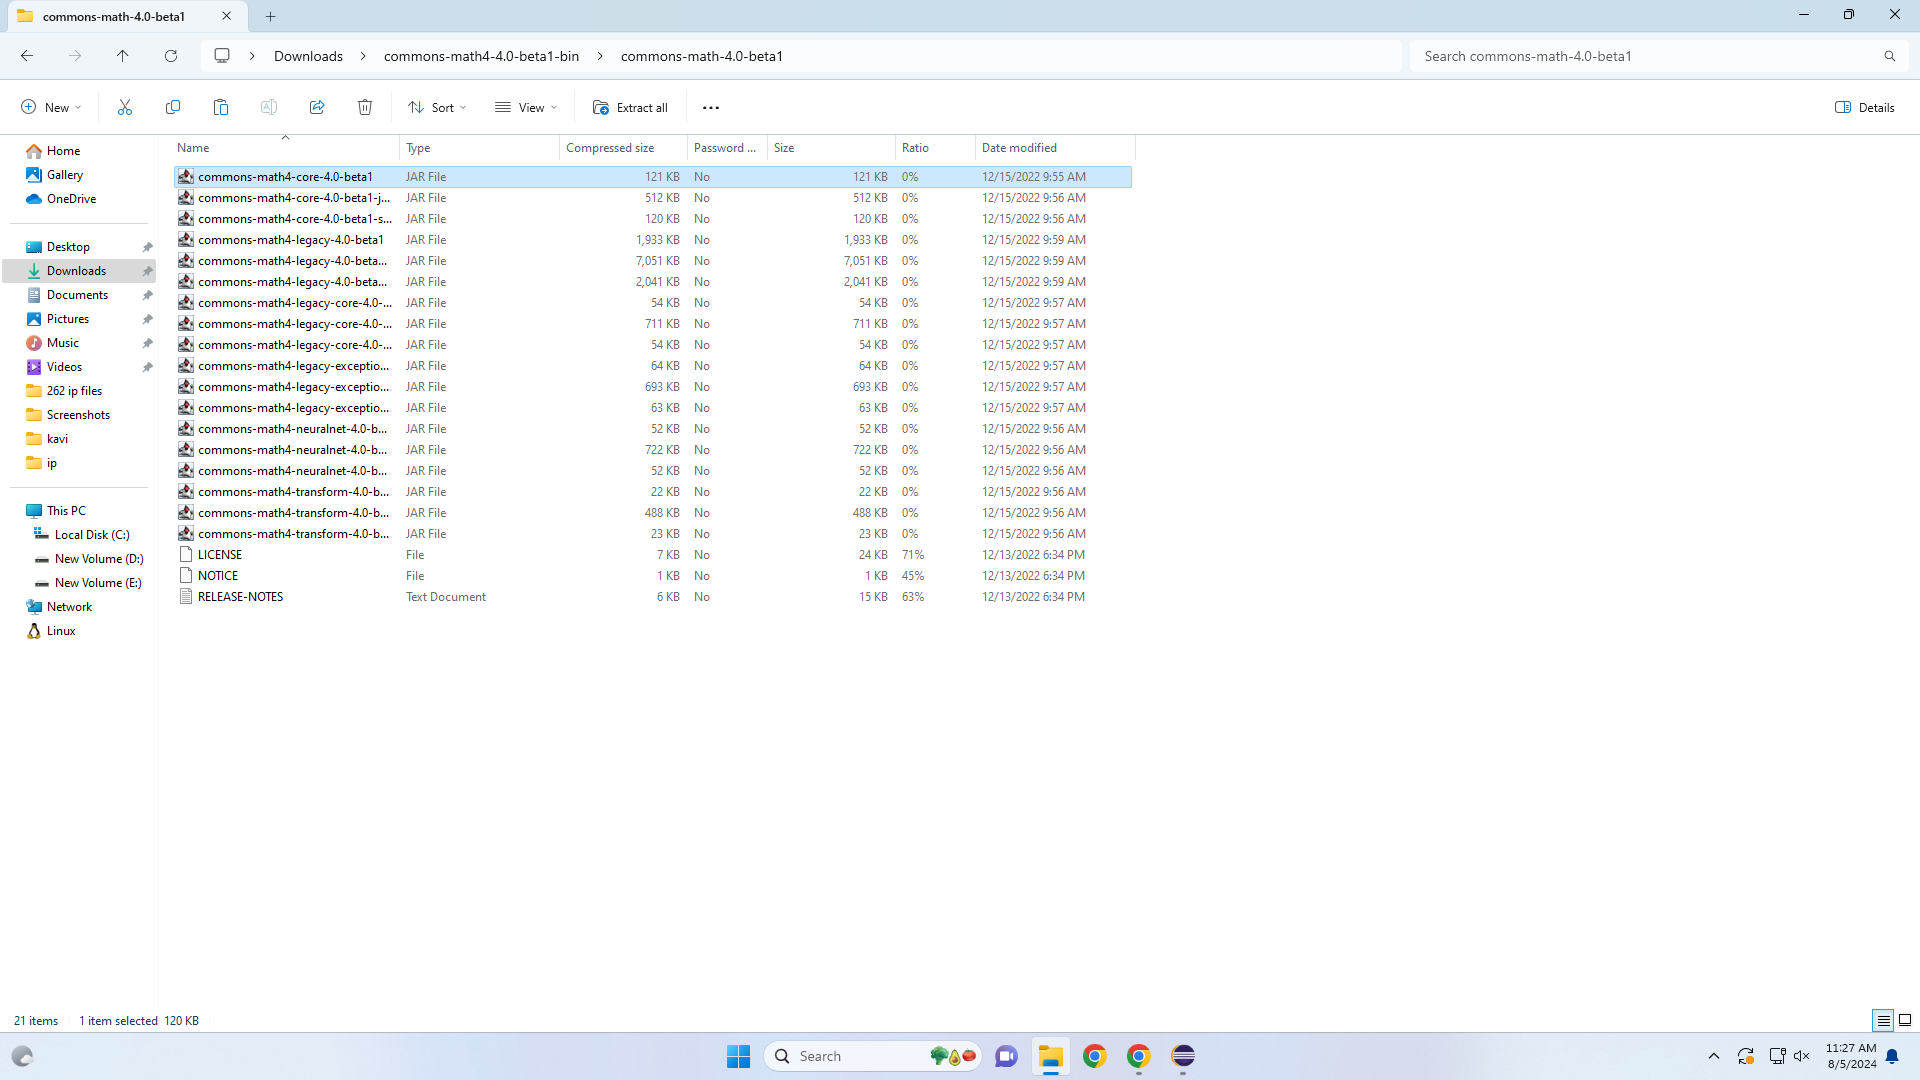 commons-math-4.0-beta1
Downloads > commons-math4-4.0-beta1-bin > commons-math-4.0-beta1
Search commons-math-4.0-beta1
New
Sort
View
Extract all
Details
Home
Gallery
OneDrive
Desktop
Downloads
Documents
Pictures
Music
Videos
262 ip files
Screenshots
kavi
ip
This PC
Local Disk (C:)
New Volume (D:)
New Volume (E:)
Network
Linux
Name Type Compressed size Password ... Size Ratio Date modified
commons-math4-core-4.0-beta1 JAR File 121 KB No 121 KB 0% 12/15/2022 9:55 AM
commons-math4-core-4.0-beta1-j... JAR File 512 KB No 512 KB 0% 12/15/2022 9:56 AM
commons-math4-core-4.0-beta1-s... JAR File 120 KB No 120 KB 0% 12/15/2022 9:56 AM
commons-math4-legacy-4.0-beta1 JAR File 1,933 KB No 1,933 KB 0% 12/15/2022 9:59 AM
commons-math4-legacy-4.0-beta... JAR File 7,051 KB No 7,051 KB 0% 12/15/2022 9:59 AM
commons-math4-legacy-4.0-beta... JAR File 2,041 KB No 2,041 KB 0% 12/15/2022 9:59 AM
commons-math4-legacy-core-4.0-... JAR File 54 KB No 54 KB 0% 12/15/2022 9:57 AM
commons-math4-legacy-core-4.0-... JAR File 711 KB No 711 KB 0% 12/15/2022 9:57 AM
commons-math4-legacy-core-4.0-... JAR File 54 KB No 54 KB 0% 12/15/2022 9:57 AM
commons-math4-legacy-exceptio... JAR File 64 KB No 64 KB 0% 12/15/2022 9:57 AM
commons-math4-legacy-exceptio... JAR File 693 KB No 693 KB 0% 12/15/2022 9:57 AM
commons-math4-legacy-exceptio... JAR File 63 KB No 63 KB 0% 12/15/2022 9:57 AM
commons-math4-neuralnet-4.0-b... JAR File 52 KB No 52 KB 0% 12/15/2022 9:56 AM
commons-math4-neuralnet-4.0-b... JAR File 722 KB No 722 KB 0% 12/15/2022 9:56 AM
commons-math4-neuralnet-4.0-b... JAR File 52 KB No 52 KB 0% 12/15/2022 9:56 AM
commons-math4-transform-4.0-b... JAR File 22 KB No 22 KB 0% 12/15/2022 9:56 AM
commons-math4-transform-4.0-b... JAR File 488 KB No 488 KB 0% 12/15/2022 9:56 AM
commons-math4-transform-4.0-b... JAR File 23 KB No 23 KB 0% 12/15/2022 9:56 AM
LICENSE File 7 KB No 24 KB 71% 12/13/2022 6:34 PM
NOTICE File 1 KB No 1 KB 45% 12/13/2022 6:34 PM
RELEASE-NOTES Text Document 6 KB No 15 KB 63% 12/13/2022 6:34 PM
21 items 1 item selected 120 KB
Search
11:27 AM
8/5/2024